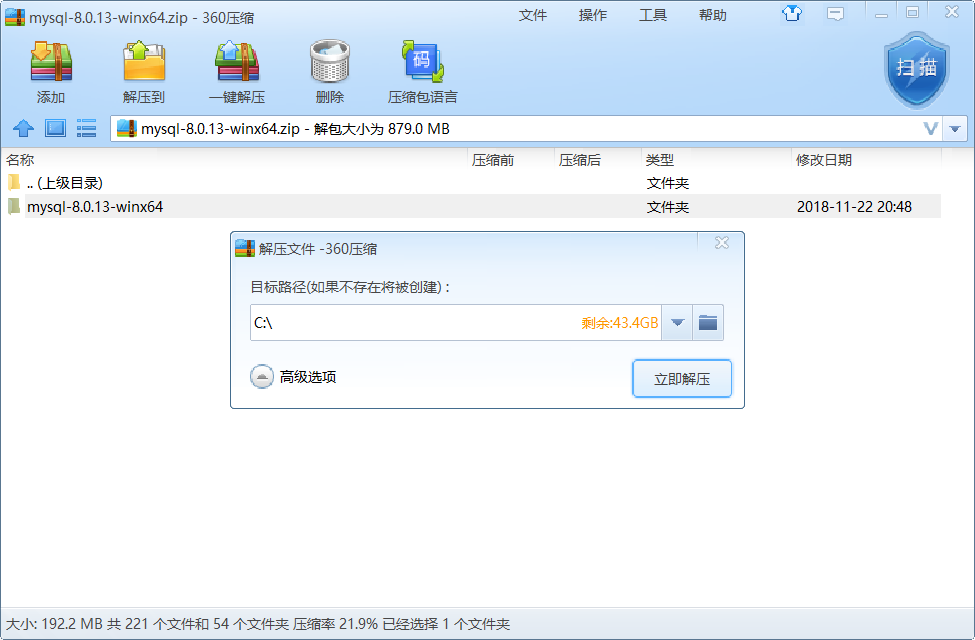 mysql-8.0.13-winx64.zip - 360压缩 文件 操作 工具 帮助
添加 解压到 一键解压 删除 码 压缩包语言 扫描
mysql-8.0.13-winx64.zip - 解包大小为 879.0 MB
名称 压缩前 压缩后 类型 修改日期
.. (上级目录) 文件夹
mysql-8.0.13-winx64 文件夹 2018-11-22 20:48
解压文件 -360压缩
目标路径(如果不存在将被创建)：
C:\ 剩余:43.4GB
高级选项 立即解压
大小: 192.2 MB 共 221 个文件和 54 个文件夹 压缩率 21.9% 已经选择 1 个文件夹